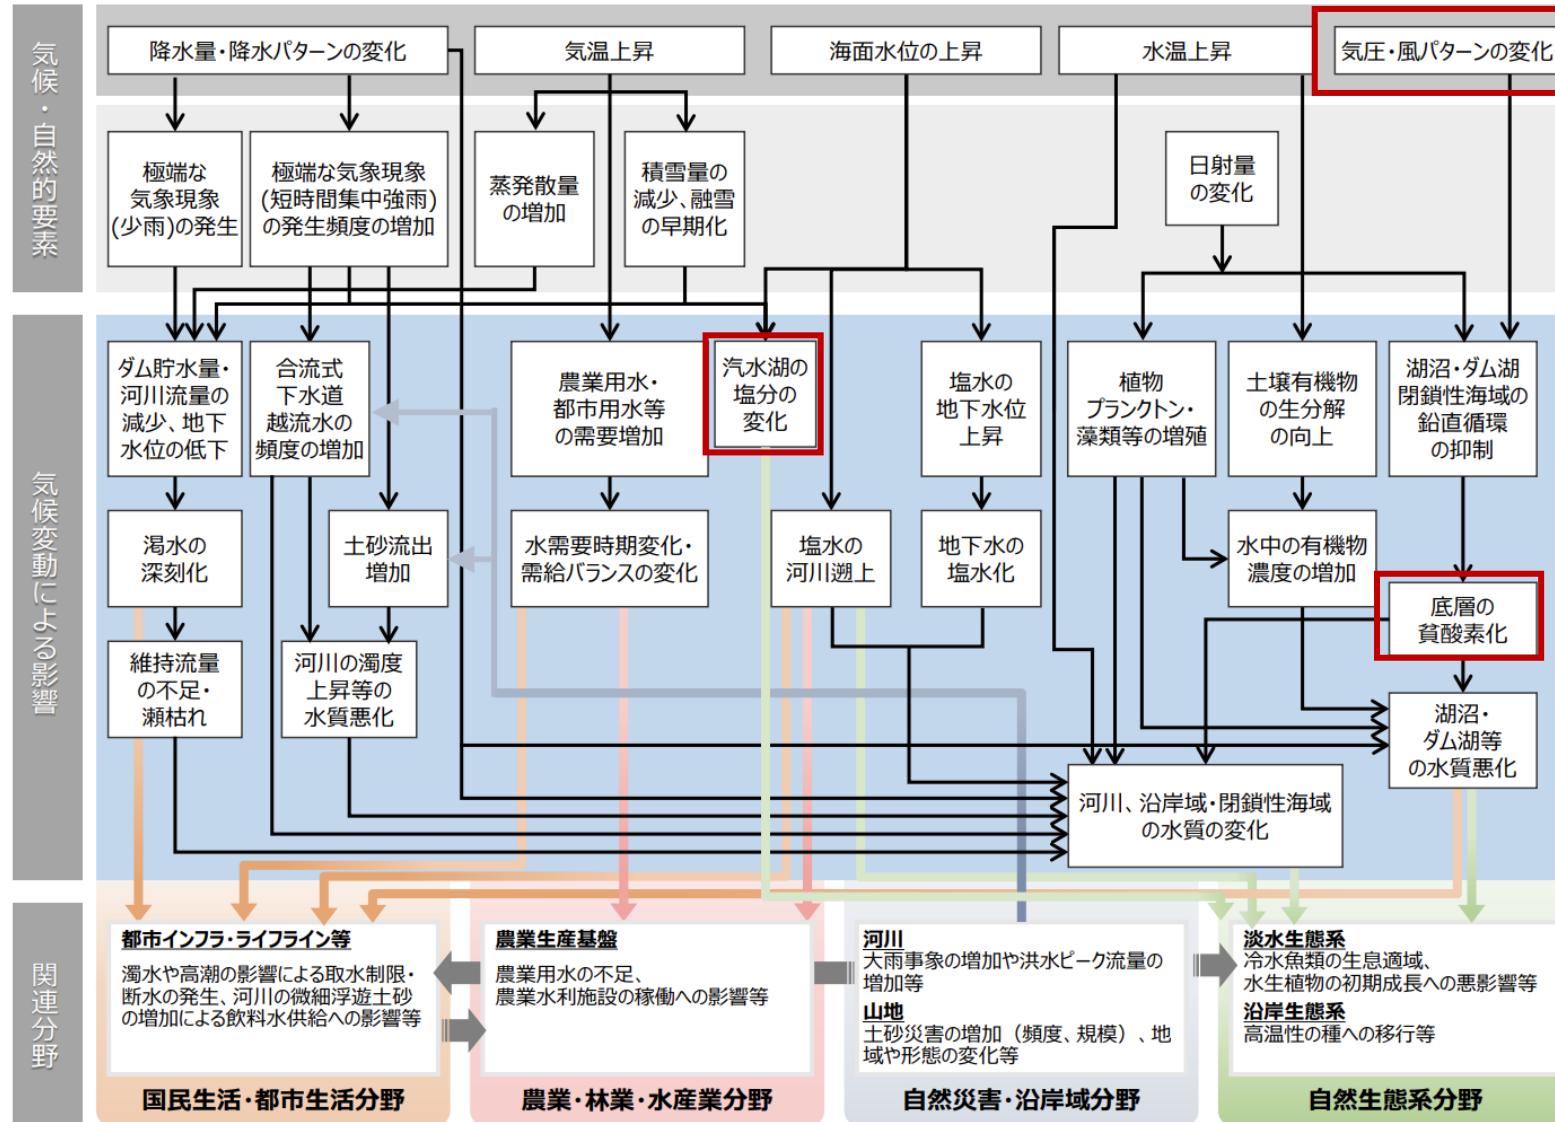 気候・自然的要素
降水量・降水パターンの変化
気温上昇
海面水位の上昇
水温上昇
気圧・風パターンの変化
極端な
気象現象
(少雨)の発生
極端な気象現象
(短時間集中強雨)
の発生頻度の増加
蒸発散量
の増加
積雪量の
減少、融雪
の早期化
日射量
の変化
気候変動による影響
ダム貯水量・
河川流量の
減少、地下
水位の低下
合流式
下水道
越流水の
頻度の増加
農業用水・
都市用水等
の需要増加
汽水湖の
塩分の
変化
塩水の
地下水位
上昇
植物
プランクトン・
藻類等の増殖
土壌有機物
の生分解
の向上
湖沼・ダム湖
閉鎖性海域の
鉛直循環
の抑制
渇水の
深刻化
土砂流出
増加
水需要時期変化・
需給バランスの変化
塩水の
河川遡上
地下水の
塩水化
水中の有機物
濃度の増加
底層の
貧酸素化
維持流量
の不足・
瀬枯れ
河川の濁度
上昇等の
水質悪化
湖沼・
ダム湖等
の水質悪化
河川、沿岸域・閉鎖性海域
の水質の変化
関連分野
都市インフラ・ライフライン等
濁水や高潮の影響による取水制限・
断水の発生、河川の微細浮遊土砂
の増加による飲料水供給への影響等
国民生活・都市生活分野
農業生産基盤
農業用水の不足、
農業水利施設の稼働への影響等
農業・林業・水産業分野
河川
大雨事象の増加や洪水ピーク流量の
増加等
山地
土砂災害の増加（頻度、規模）、地
域や形態の変化等
自然災害・沿岸域分野
淡水生態系
冷水魚類の生息適域、
水生植物の初期成長への悪影響等
沿岸生態系
高温性の種への移行等
自然生態系分野